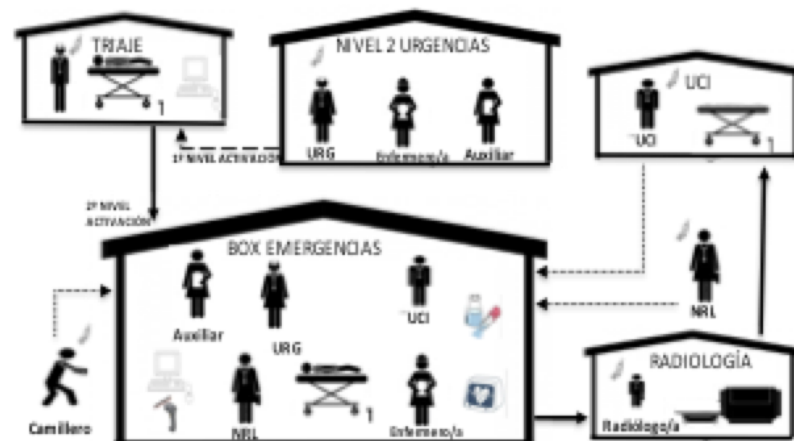 TRIAJE
1
NIVEL 2 URGENCIAS
URG
Enfermero/a
Auxiliar
UCI
UCI
1
1º NIVEL ACTIVACIÓN
2º NIVEL
ACTIVACIÓN
BOX EMERGENCIAS
Auxiliar
URG
UCI
NRL
1
Enfermero/a
Camillero
NRL
RADIOLOGÍA
Radiólogo/a